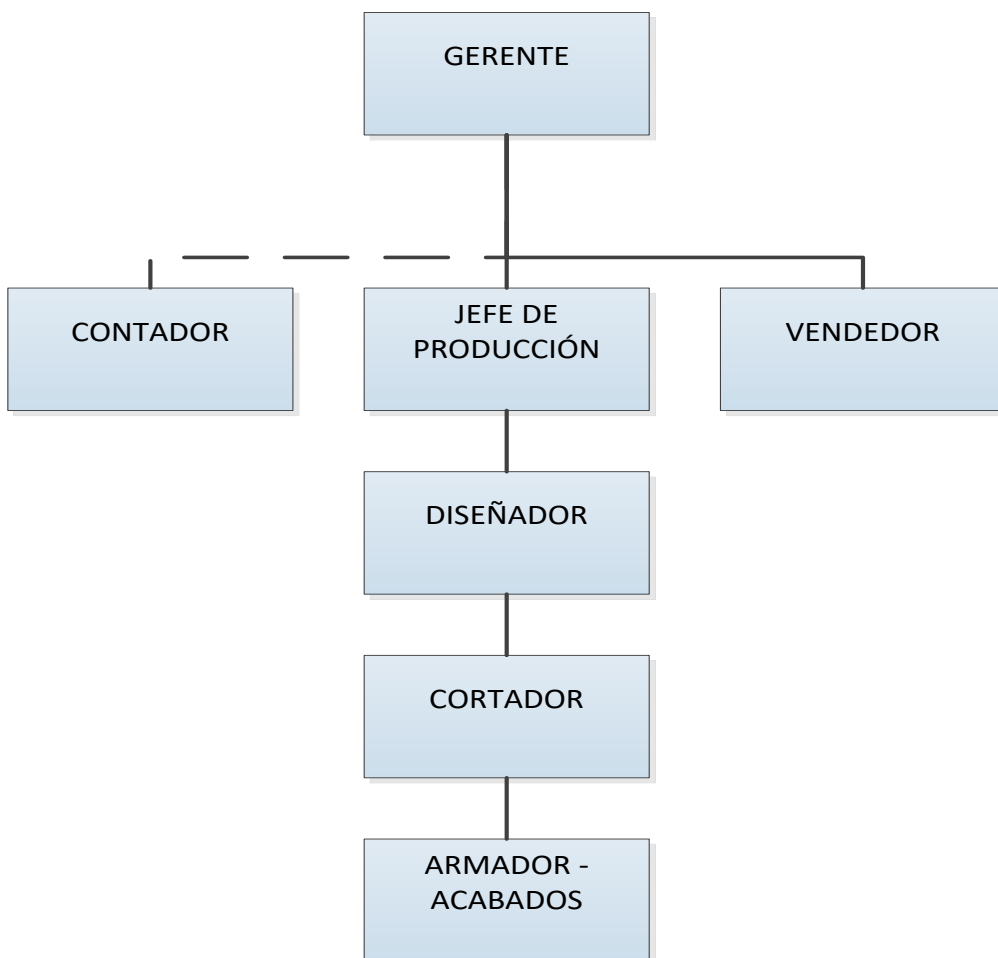 GERENTE
CONTADOR
JEFE DE
PRODUCCIÓN
VENDEDOR
DISEÑADOR
CORTADOR
ARMADOR -
ACABADOS